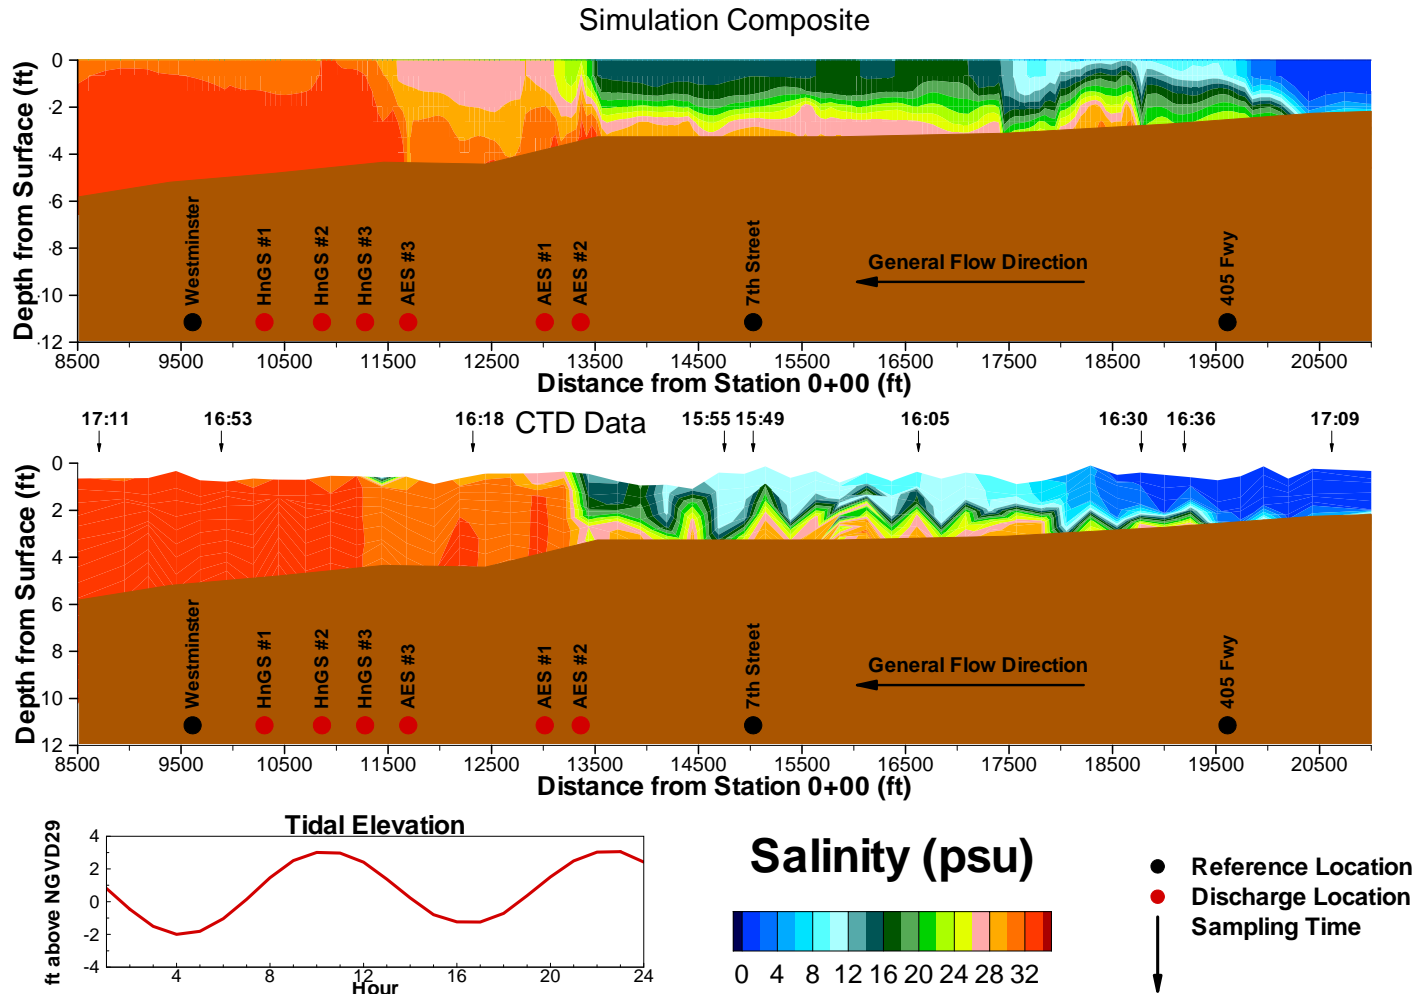 Simulation Composite
Depth from Surface (ft)
0
-2
-4
-6
-8
-10
-12
Westminster
HnGS #1
HnGS #2
HnGS #3
AES #3
AES #1
AES #2
7th Street
General Flow Direction
405 Fwy
8500 9500 10500 11500 12500 13500 14500 15500 16500 17500 18500 19500 20500
Distance from Station 0+00 (ft)
17:11 16:53 16:18 CTD Data 15:55 15:49 16:05 16:30 16:36 17:09
Depth from Surface (ft)
0
2
4
6
8
10
12
Westminster
HnGS #1
HnGS #2
HnGS #3
AES #3
AES #1
AES #2
7th Street
General Flow Direction
405 Fwy
8500 9500 10500 11500 12500 13500 14500 15500 16500 17500 18500 19500 20500
Distance from Station 0+00 (ft)
Tidal Elevation
ft above NGVD29
4
2
0
-2
-4
4 8 12 16 20 24
Hour
Salinity (psu)
0 4 8 12 16 20 24 28 32
Reference Location
Discharge Location
Sampling Time